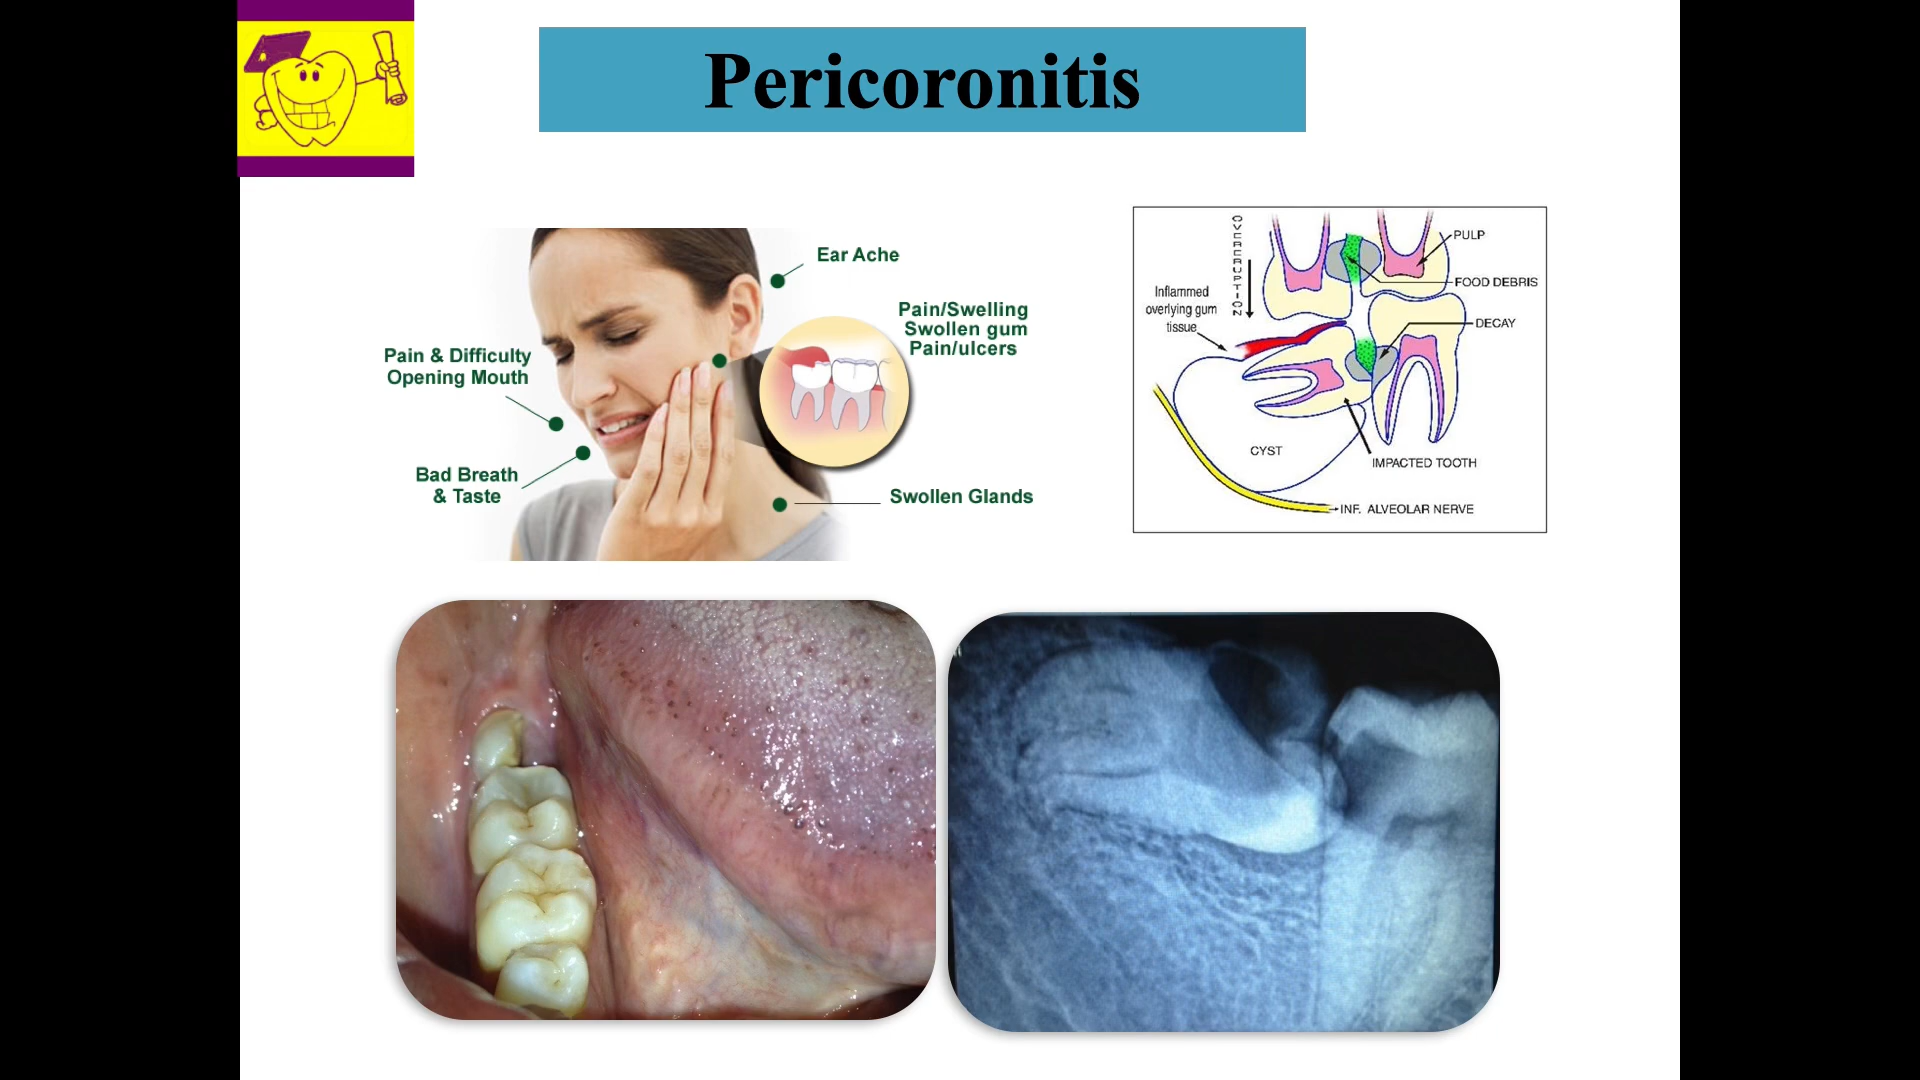 Pericoronitis
Ear Ache
Pain/Swelling
Swollen gum
Pain/ulcers
Pain & Difficulty
Opening Mouth
Bad Breath
& Taste
Swollen Glands
OVERERUPTION
PULP
FOOD DEBRIS
Inflammed
overlying gum
tissue
DECAY
CYST
IMPACTED TOOTH
INF. ALVEOLAR NERVE